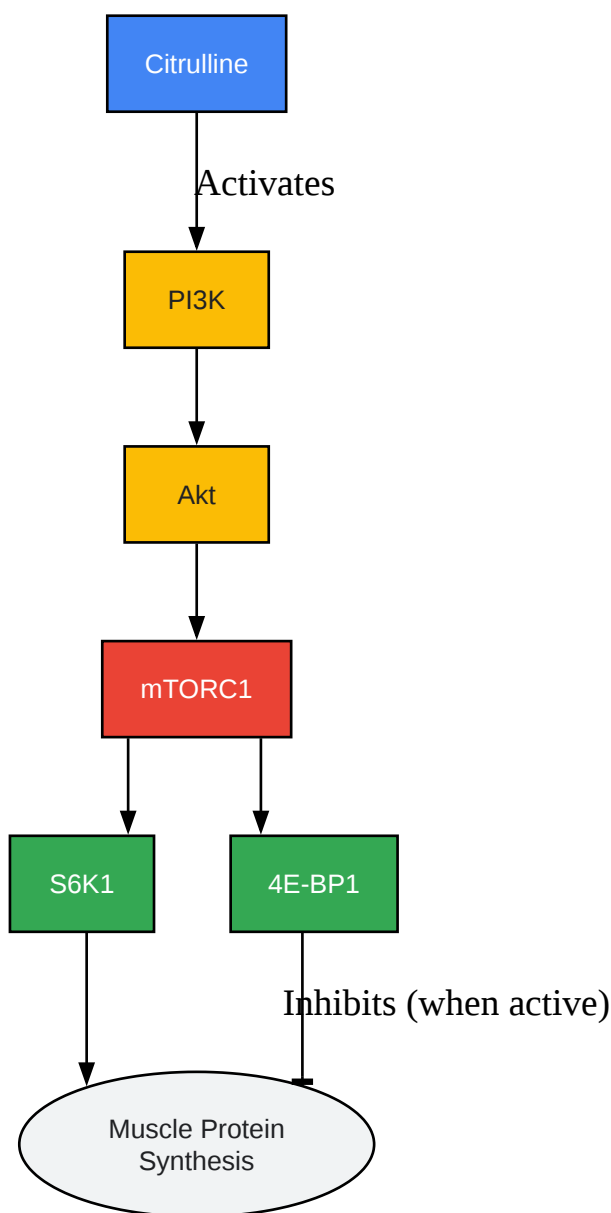 Citrulline
Activates
PI3K
Akt
mTORC1
S6K1
4E-BP1
Inhibits (when active)
Muscle Protein
Synthesis